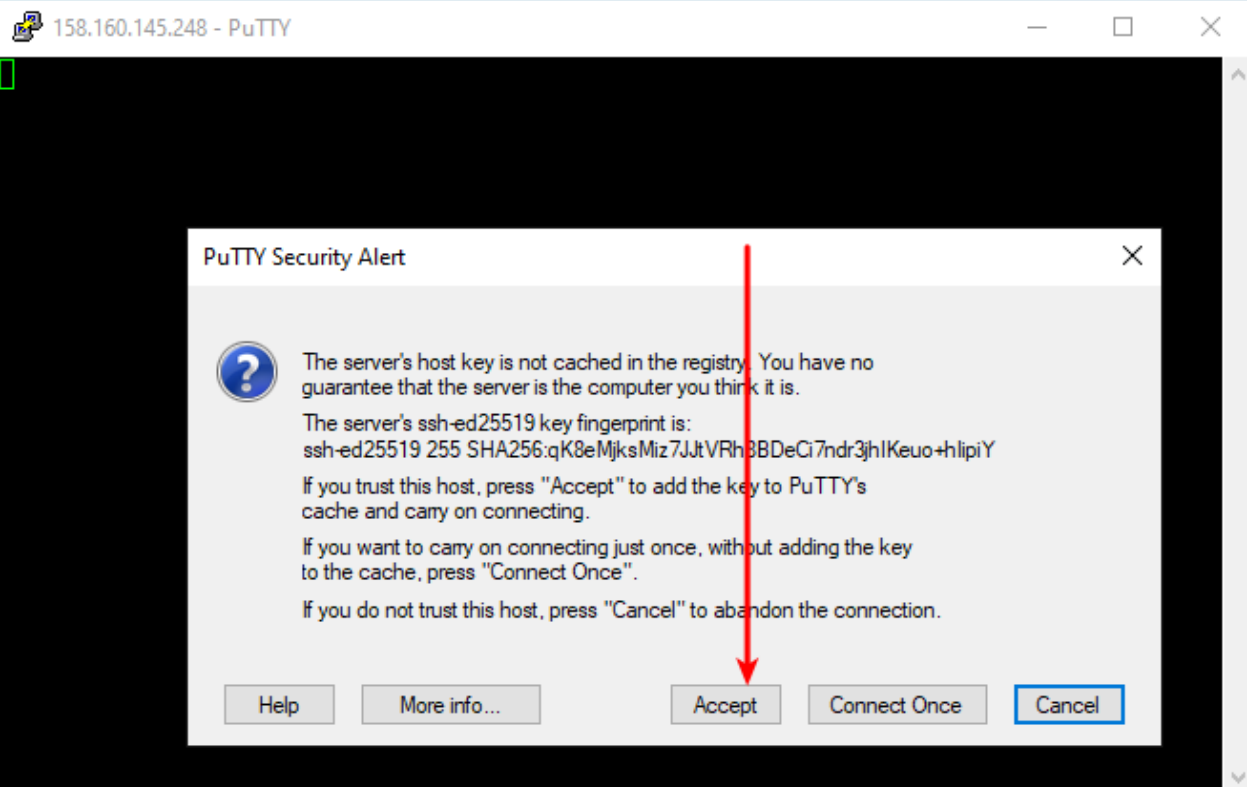 158.160.145.248 - PuTTY
PuTTY Security Alert
The server's host key is not cached in the registry. You have no
guarantee that the server is the computer you think it is.
The server's ssh-ed25519 key fingerprint is:
ssh-ed25519 255
If you trust this host, press "Accept" to add the key to PuTTY's
cache and carry on connecting.
If you want to carry on connecting just once, without adding the key
to the cache, press "Connect Once".
If you do not trust this host, press "Cancel" to abandon the connection.
Help
More info...
Accept
Connect Once
Cancel